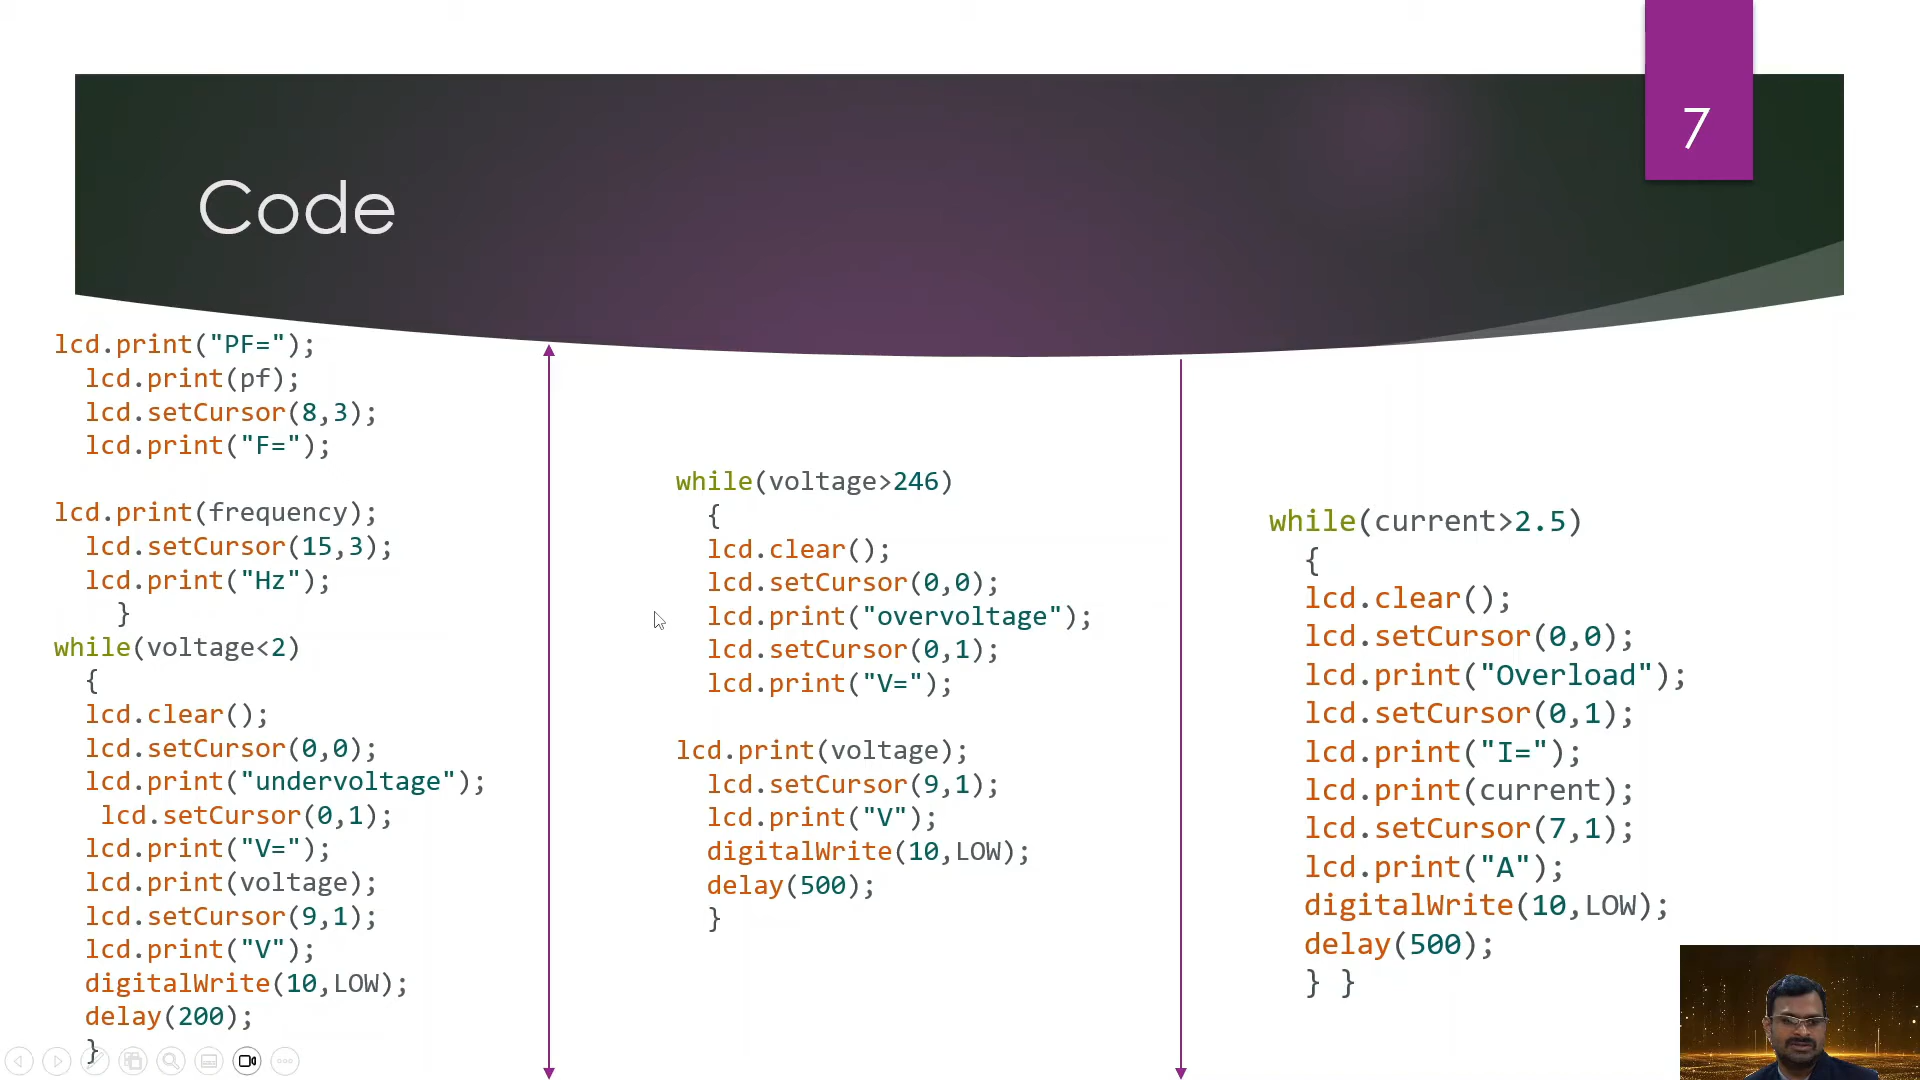 7
Code
lcd.print("PF=");
lcd.print(pf);
lcd.setCursor(8,3);
lcd.print("F=");
lcd.print(frequency);
lcd.setCursor(15,3);
lcd.print("Hz");
}
while(voltage<2)
{
lcd.clear();
lcd.setCursor(0,0);
lcd.print("undervoltage");
lcd.setCursor(0,1);
lcd.print("V=");
lcd.print(voltage);
lcd.setCursor(9,1);
lcd.print("V");
digitalWrite(10,LOW);
delay(200);
}
while(voltage>246)
{
lcd.clear();
lcd.setCursor(0,0);
lcd.print("overvoltage");
lcd.setCursor(0,1);
lcd.print("V=");
lcd.print(voltage);
lcd.setCursor(9,1);
lcd.print("V");
digitalWrite(10,LOW);
delay(500);
}
while(current>2.5)
{
lcd.clear();
lcd.setCursor(0,0);
lcd.print("Overload");
lcd.setCursor(0,1);
lcd.print("I=");
lcd.print(current);
lcd.setCursor(7,1);
lcd.print("A");
digitalWrite(10,LOW);
delay(500);
} }